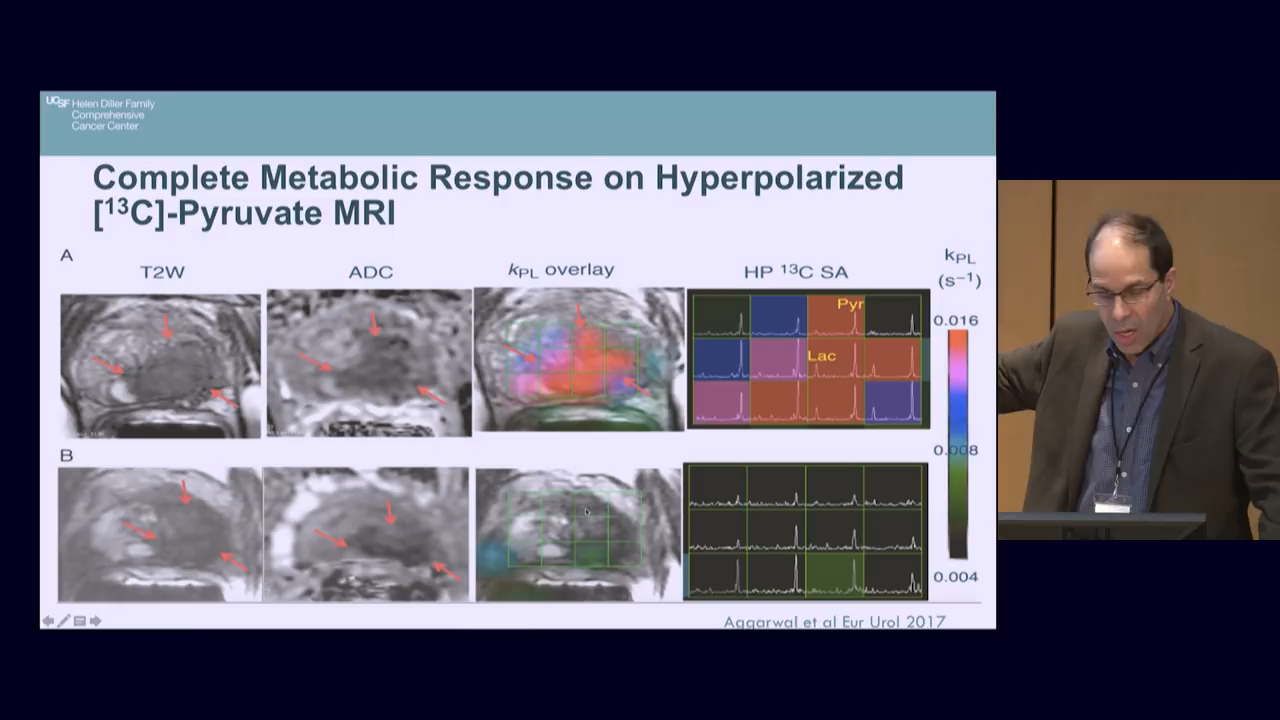 UCSF Helen Diller Family
Comprehensive
Cancer Center
Complete Metabolic Response on Hyperpolarized
[¹³C]-Pyruvate MRI
A
T2W
ADC
kPL overlay
HP ¹³C SA
kPL
(s⁻¹)
Pyr
Lac
0.016
0.008
0.004
B
Aggarwal et al Eur Urol 2017